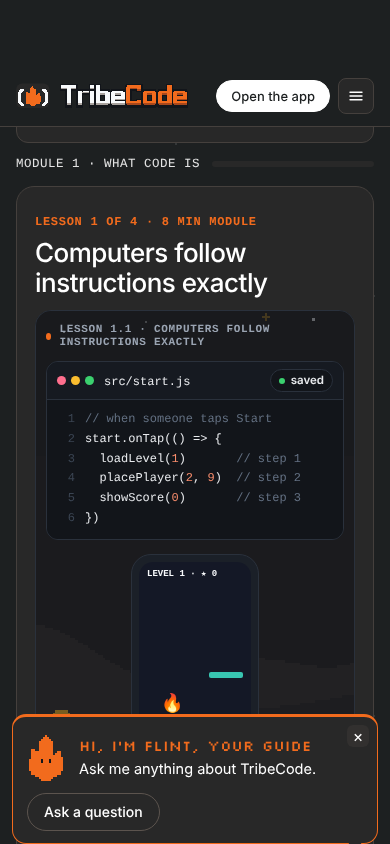 TribeCode
Open the app
MODULE 1 · WHAT CODE IS
LESSON 1 OF 4 · 8 MIN MODULE
Computers follow
instructions exactly
LESSON 1.1 · COMPUTERS FOLLOW
INSTRUCTIONS EXACTLY
src/start.js
saved
1 // when someone taps Start
2 start.onTap(() => {
3   loadLevel(1)       // step 1
4   placePlayer(2, 9)  // step 2
5   showScore(0)       // step 3
6 })
LEVEL 1 · ★ 0
HI, I'M FLINT, YOUR GUIDE
Ask me anything about TribeCode.
Ask a question